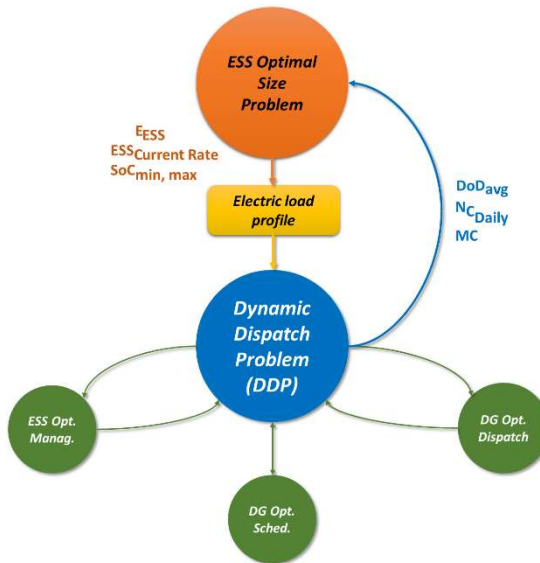 ESS Optimal
Size
Problem
EESS
ESSCurrent Rate
SoCmin, max
Electric load
profile
DoDavg
NCDaily
MC
Dynamic
Dispatch
Problem
(DDP)
ESS Opt.
Manag.
DG Opt.
Dispatch
DG Opt.
Sched.